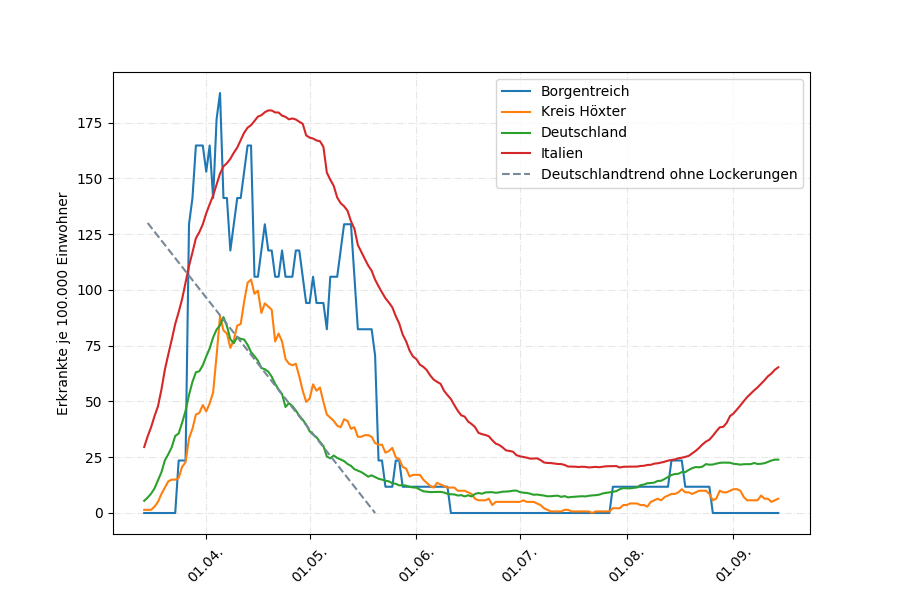 Borgentreich
Kreis Höxter
Deutschland
Italien
Deutschlandtrend ohne Lockerungen
Erkrankte je 100.000 Einwohner
175
150
125
100
75
50
25
0
01.04.
01.05.
01.06.
01.07.
01.08.
01.09.